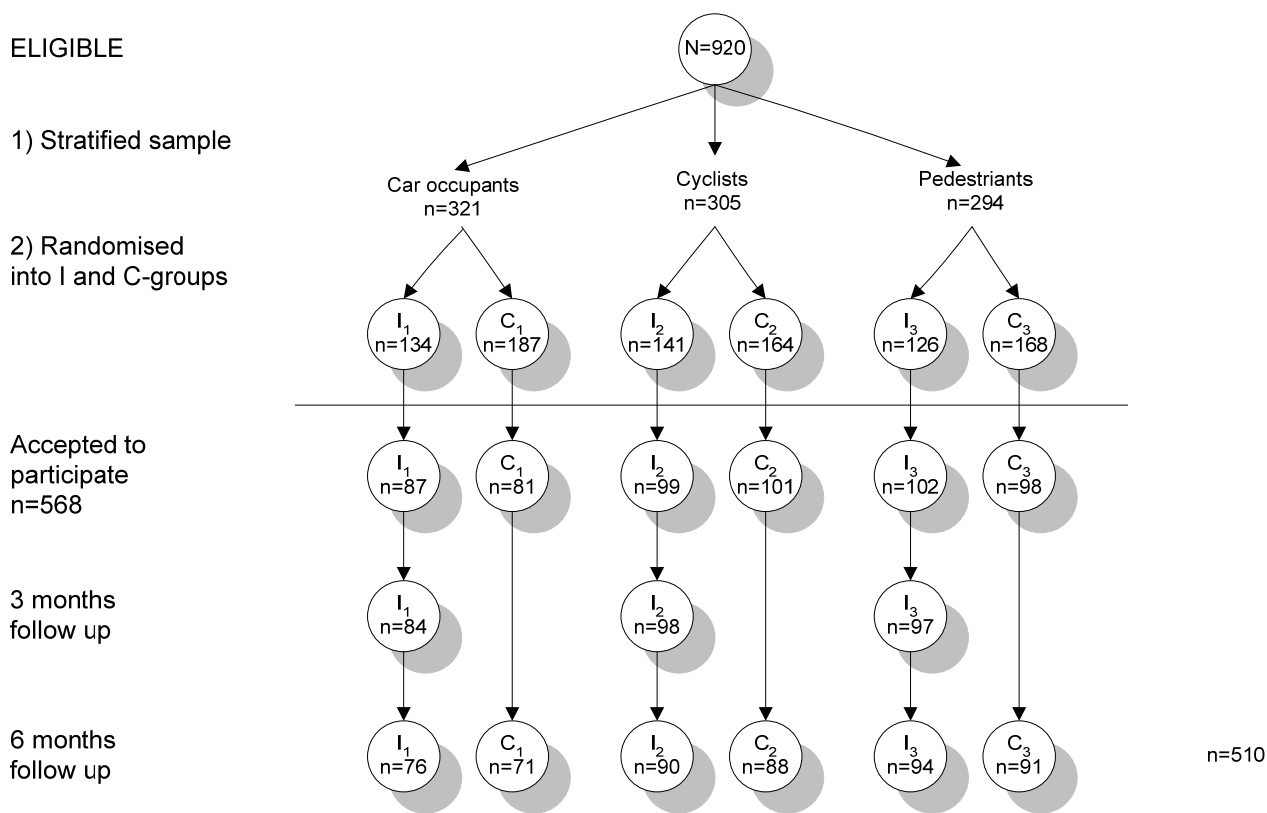 ELIGIBLE
N=920
1) Stratified sample
Car occupants
n=321
Cyclists
n=305
Pedestriants
n=294
2) Randomised
into I and C-groups
I1
n=134
C1
n=187
I2
n=141
C2
n=164
I3
n=126
C3
n=168
Accepted to
participate
n=568
I1
n=87
C1
n=81
I2
n=99
C2
n=101
I3
n=102
C3
n=98
3 months
follow up
I1
n=84
I2
n=98
I3
n=97
6 months
follow up
I1
n=76
C1
n=71
I2
n=90
C2
n=88
I3
n=94
C3
n=91
n=510